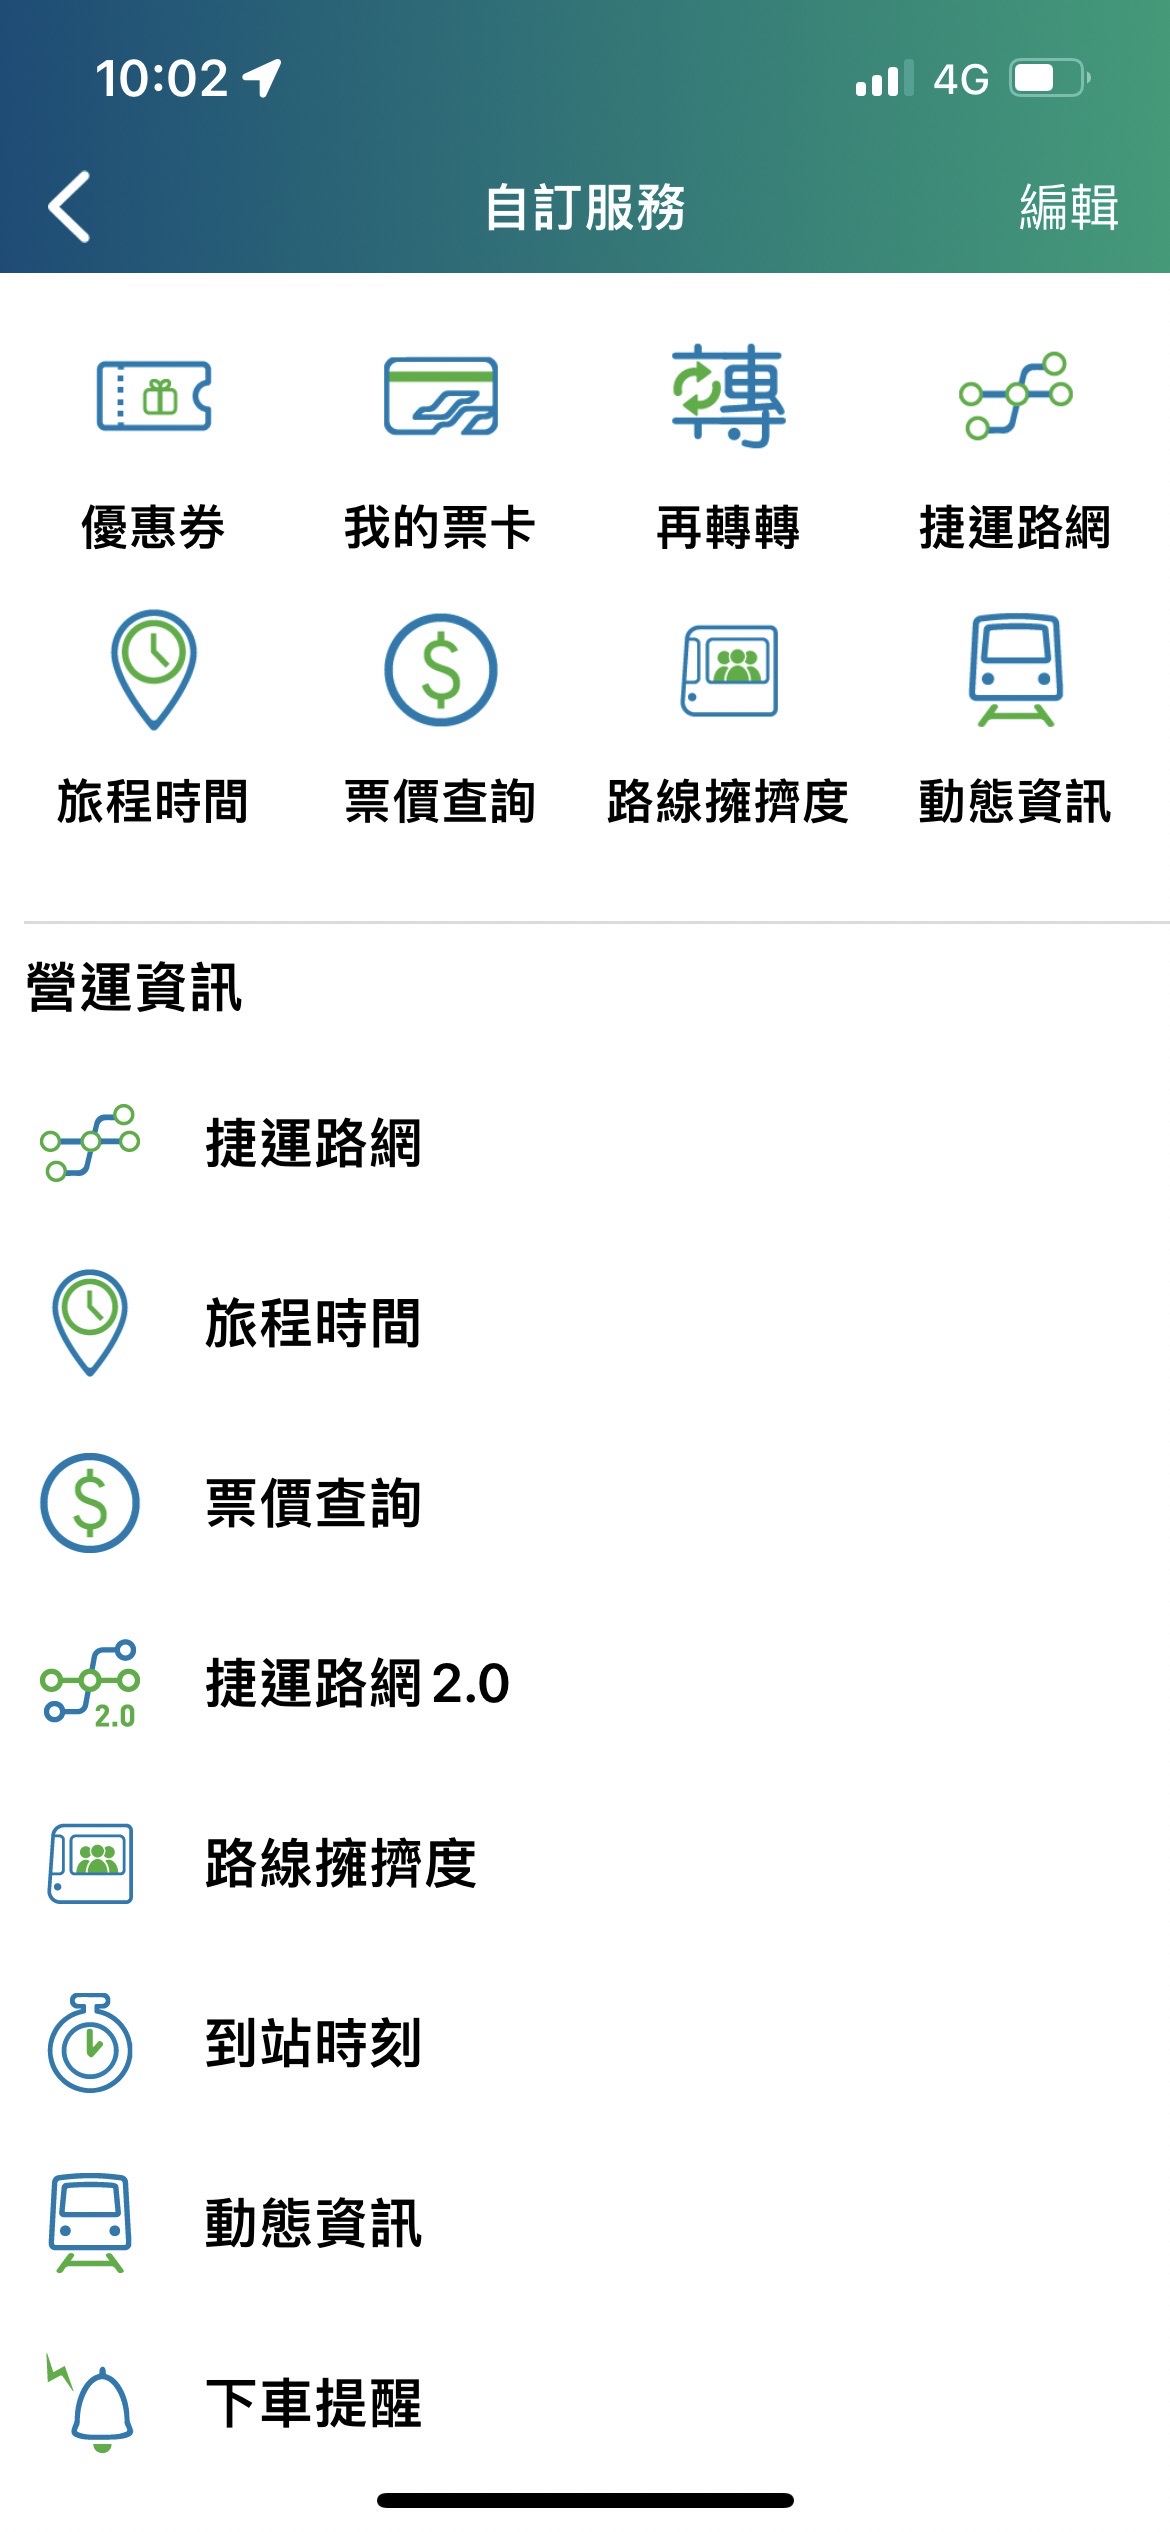 10:02
4G
自訂服務
編輯
優惠券
我的票卡
轉
再轉轉
捷運路網
旅程時間
票價查詢
路線擁擠度
動態資訊
營運資訊
捷運路網
旅程時間
票價查詢
2.0
捷運路網2.0
路線擁擠度
到站時刻
動態資訊
下車提醒